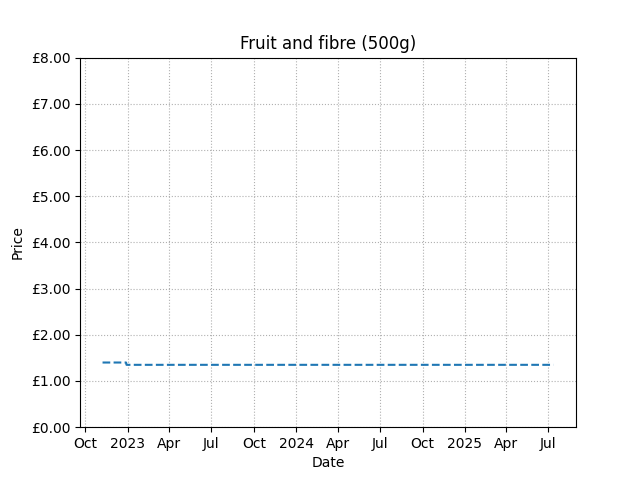 Fruit and fibre (500g)
£8.00
£7.00
£6.00
£5.00
£4.00
£3.00
£2.00
£1.00
£0.00
Price
Oct 2023 Apr Jul Oct 2024 Apr Jul Oct 2025 Apr Jul
Date